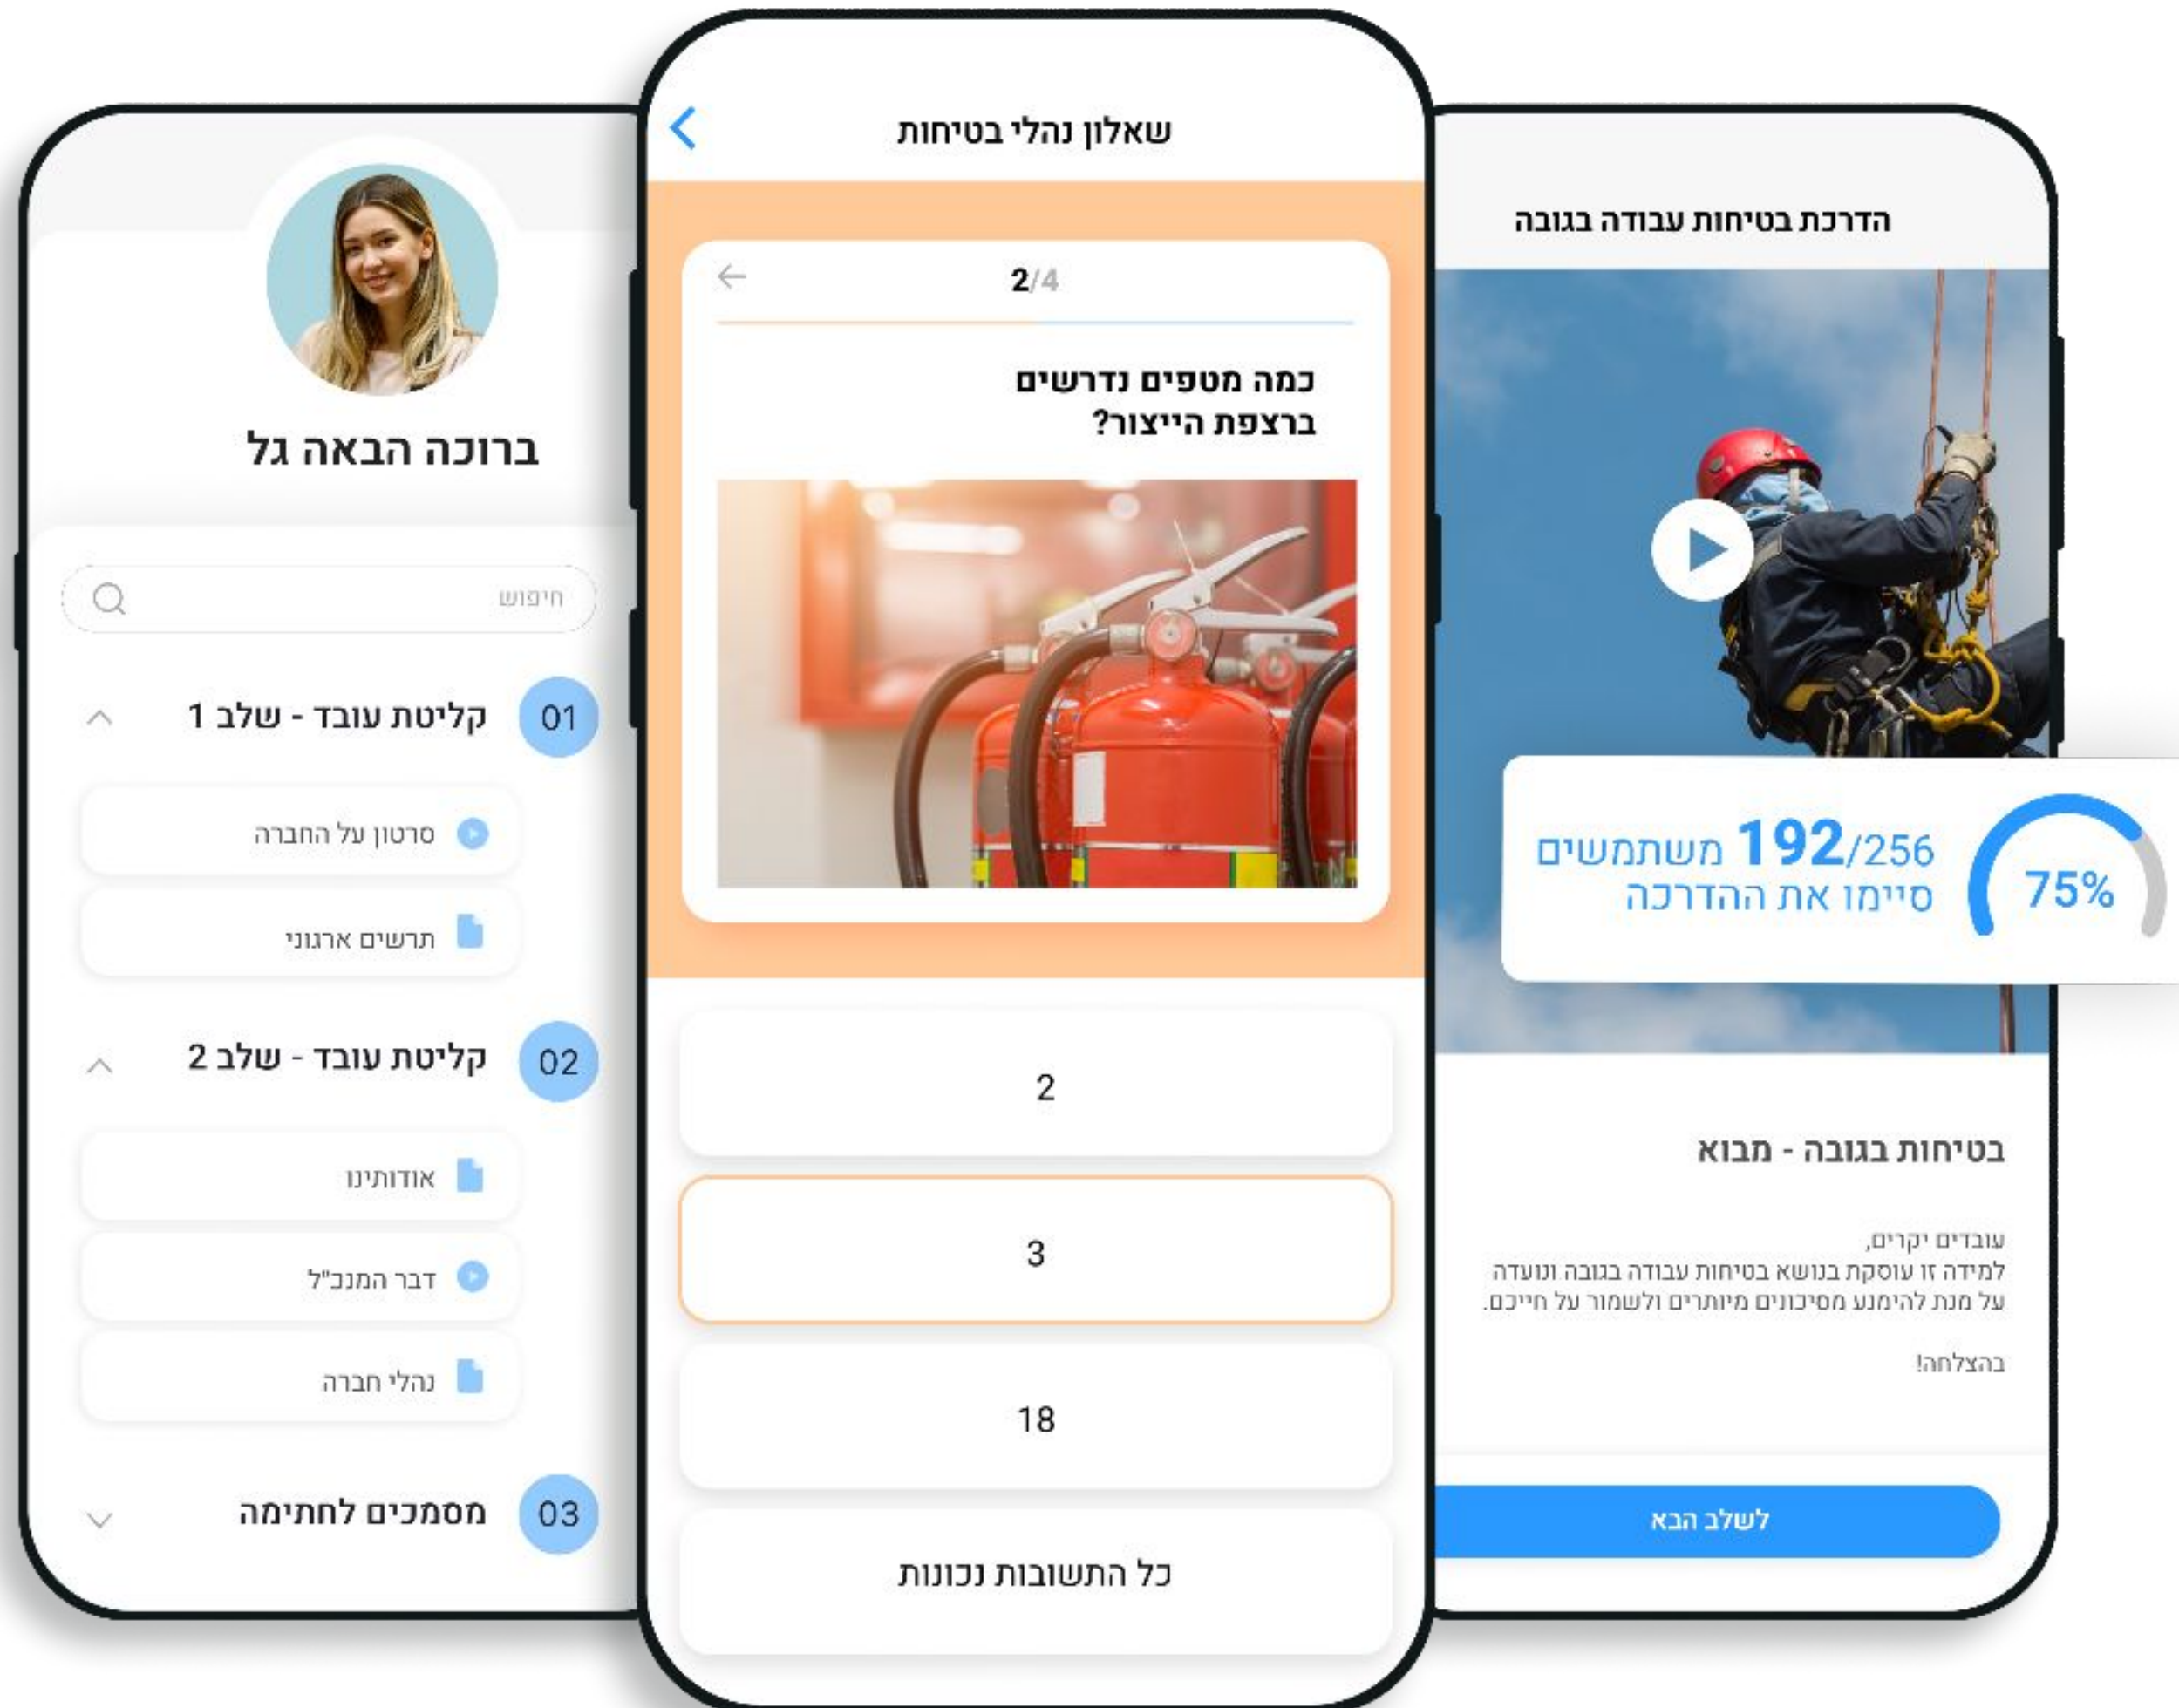 ברוכה הבאה גל
חיפוש
01
קליטת עובד - שלב 1
סרטון על החברה
תרשים ארגוני
02
קליטת עובד - שלב 2
אודותינו
דבר המנכ"ל
נהלי חברה
03
מסמכים לחתימה
שאלון נהלי בטיחות
2/4
כמה מטפים נדרשים
ברצפת הייצור?
2
3
18
כל התשובות נכונות
הדרכת בטיחות עבודה בגובה
75%
192/256 משתמשים
סיימו את ההדרכה
בטיחות בגובה - מבוא
עובדים יקרים,
למידה זו עוסקת בנושא בטיחות עבודה בגובה ונועדה
על מנת להימנע מסיכונים מיותרים ולשמור על חייכם.
בהצלחה!
לשלב הבא